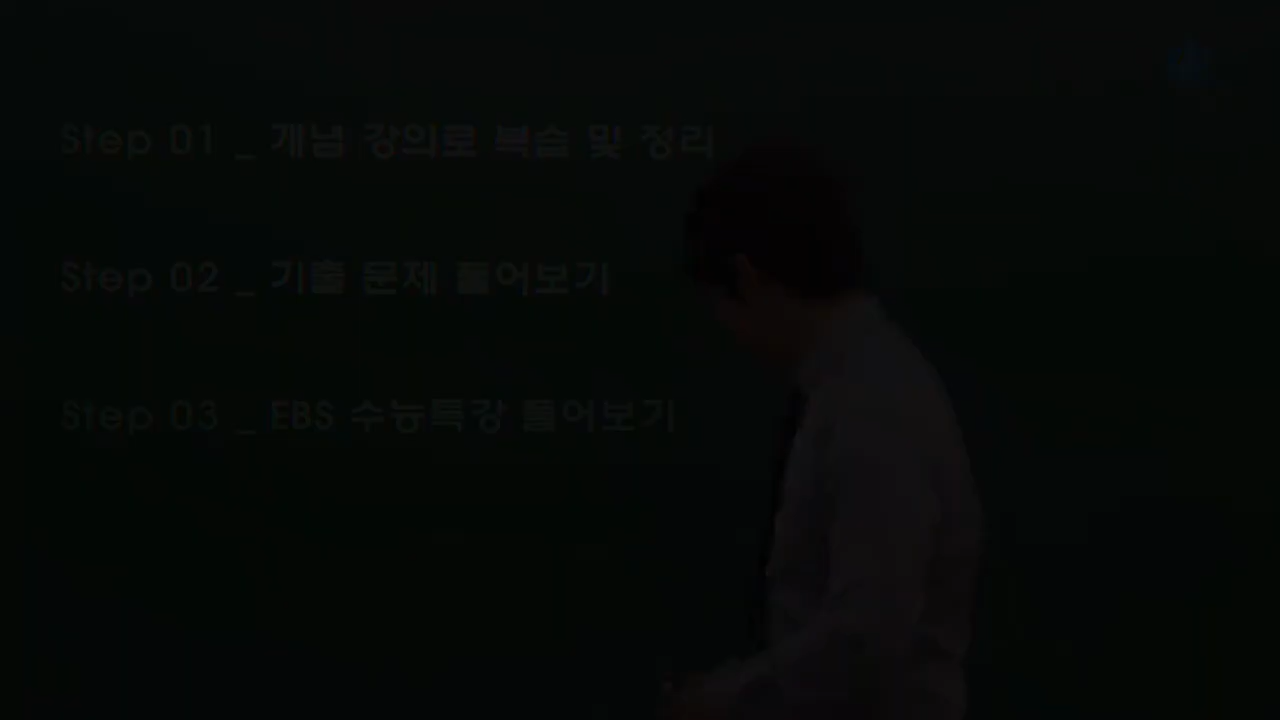 Step 01 _ 개념 강의로 복습 및 정리
Step 02 _ 기출 문제 풀어보기
Step 03 _ EBS 수능특강 풀어보기